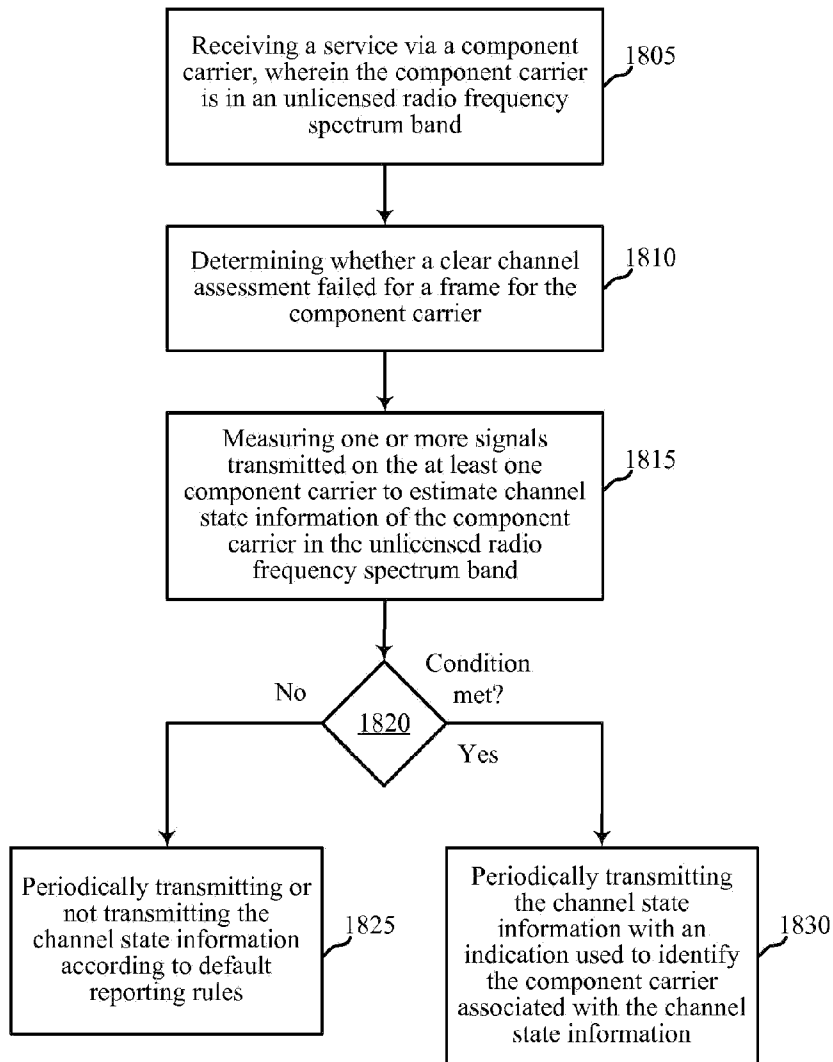 Receiving a service via a component
carrier, wherein the component carrier
is in an unlicensed radio frequency
spectrum band
1805
Determining whether a clear channel
assessment failed for a frame for the
component carrier
1810
Measuring one or more signals
transmitted on the at least one
component carrier to estimate channel
state information of the component
carrier in the unlicensed radio
frequency spectrum band
1815
Condition
met?
No
1820
Yes
Periodically transmitting or
not transmitting the
channel state information
according to default
reporting rules
1825
Periodically transmitting
the channel state
information with an
indication used to identify
the component carrier
associated with the channel
state information
1830